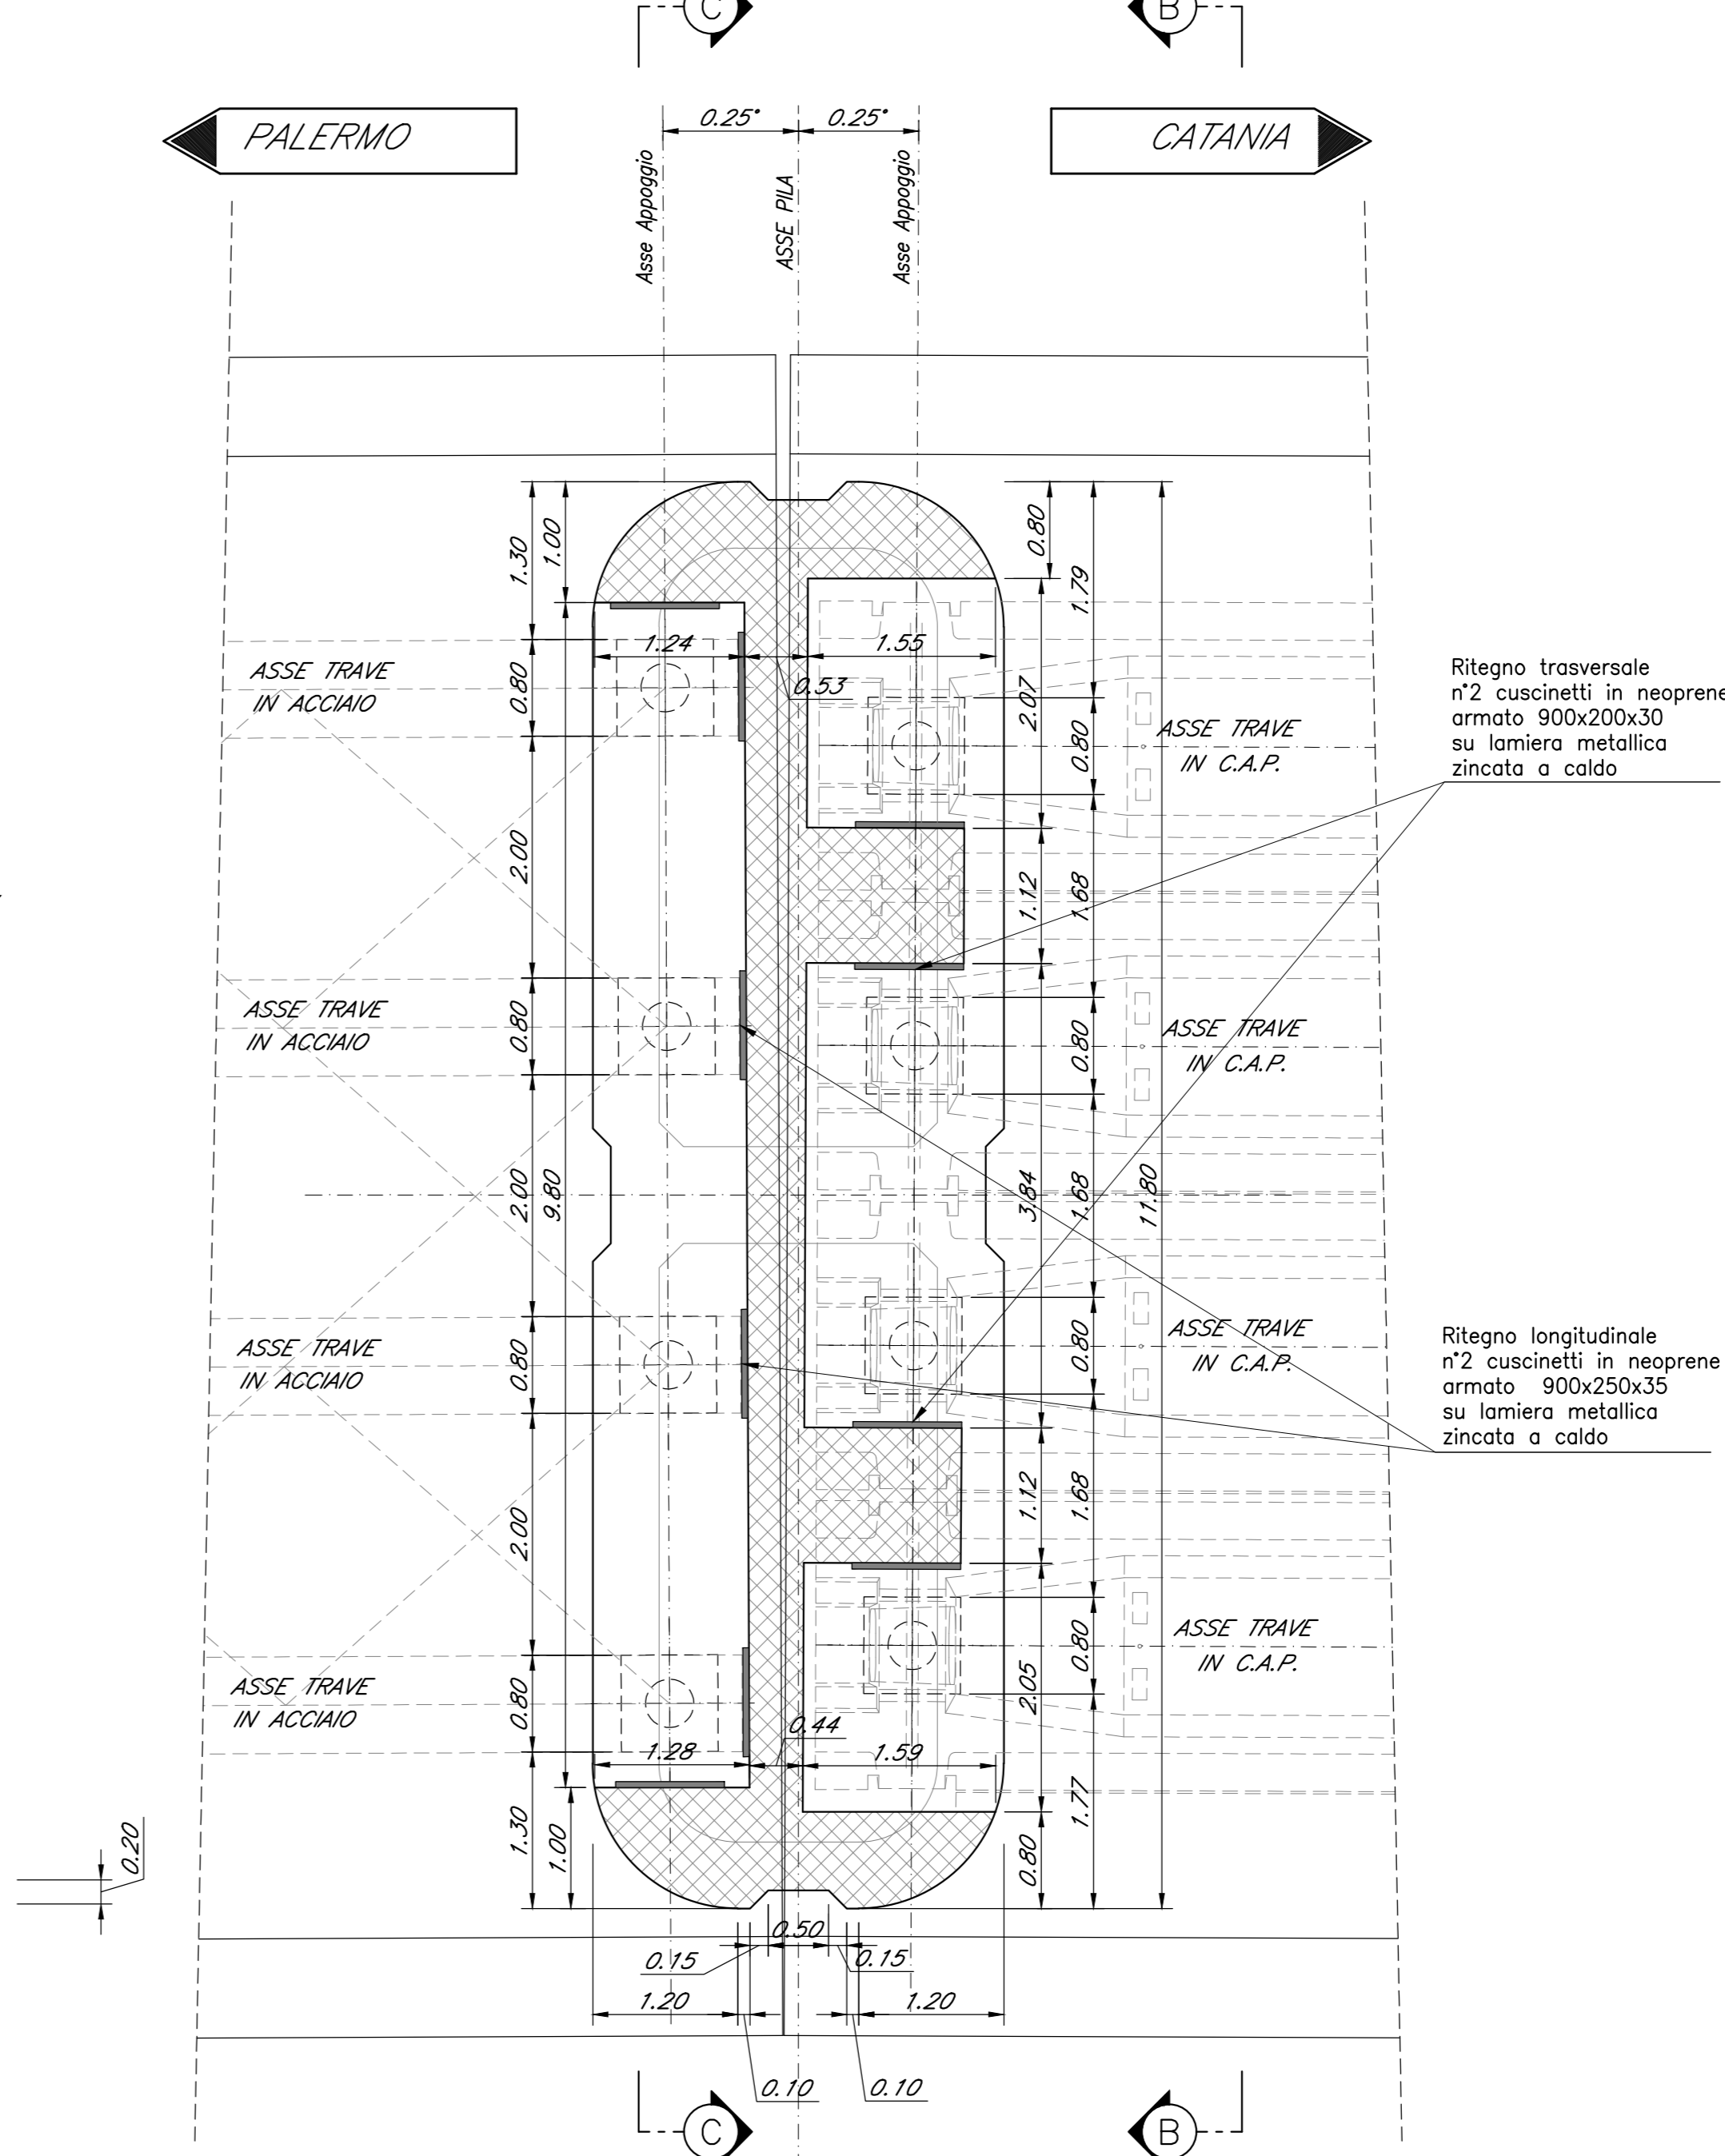 C
B
PALERMO
0.25°
0.25°
CATANIA
Asse Appoggio
ASSE PILA
Asse Appoggio
1.30
1.00
0.80
1.79
1.24
1.55
0.53
2.07
ASSE TRAVE
IN ACCIAIO
0.80
0.80
ASSE TRAVE
IN C.A.P.
Ritegno trasversale
n°2 cuscinetti in neoprene
armato 900x200x30
su lamiera metallica
zincata a caldo
2.00
1.12
1.68
ASSE TRAVE
IN ACCIAIO
0.80
0.80
ASSE TRAVE
IN C.A.P.
2.00
9.80
3.84
1.68
11.80
ASSE TRAVE
IN ACCIAIO
0.80
0.80
ASSE TRAVE
IN C.A.P.
Ritegno longitudinale
n°2 cuscinetti in neoprene
armato 900x250x35
su lamiera metallica
zincata a caldo
2.00
1.12
1.68
ASSE TRAVE
IN ACCIAIO
0.80
0.80
ASSE TRAVE
IN C.A.P.
2.05
0.44
1.28
1.59
1.77
1.30
1.00
0.80
0.20
0.50
0.15
0.15
1.20
1.20
0.10
0.10
C
B